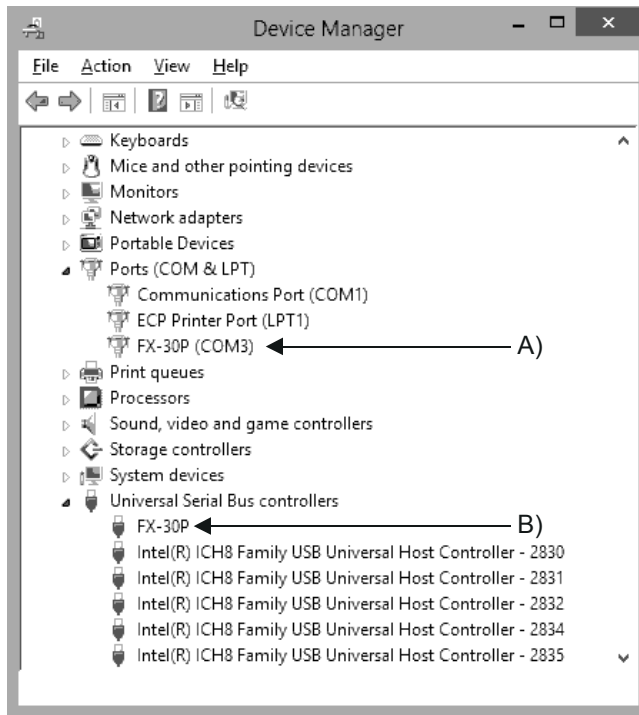 Device Manager
File Action View Help
Keyboards
Mice and other pointing devices
Monitors
Network adapters
Portable Devices
Ports (COM & LPT)
Communications Port (COM1)
ECP Printer Port (LPT1)
FX-30P (COM3) A)
Print queues
Processors
Sound, video and game controllers
Storage controllers
System devices
Universal Serial Bus controllers
FX-30P B)
Intel(R) ICH8 Family USB Universal Host Controller - 2830
Intel(R) ICH8 Family USB Universal Host Controller - 2831
Intel(R) ICH8 Family USB Universal Host Controller - 2832
Intel(R) ICH8 Family USB Universal Host Controller - 2834
Intel(R) ICH8 Family USB Universal Host Controller - 2835